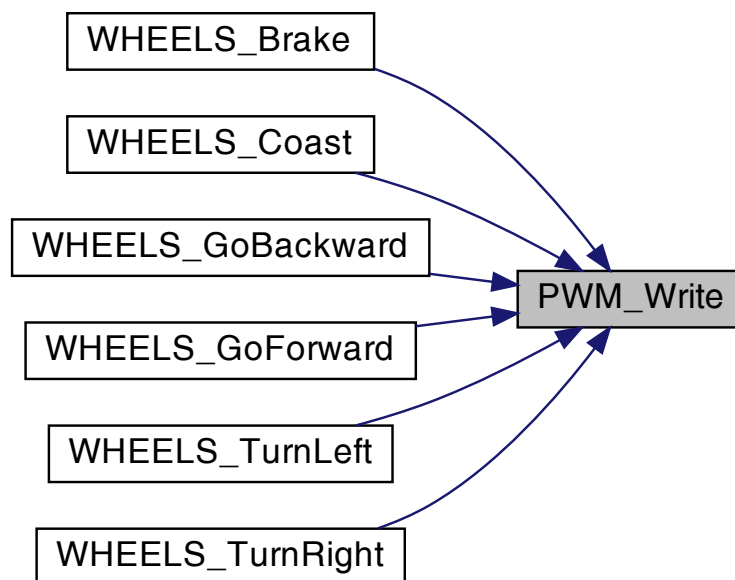 WHEELS_Brake
WHEELS_Coast
WHEELS_GoBackward
PWM_Write
WHEELS_GoForward
WHEELS_TurnLeft
WHEELS_TurnRight